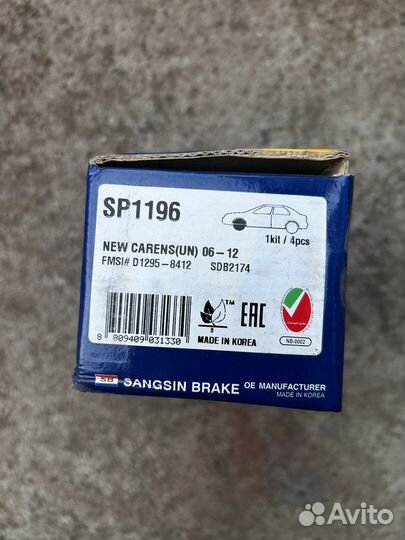 SP1196
1kit / 4pcs
NEW CARENS(UN) 06-12
FMSI# D1295-8412 SDB2174
TM
B
EAC
8 809409 031330
MADE IN KOREA
NB-0002
SB SANGSIN BRAKE OE MANUFACTURER
MADE IN KOREA
Avito